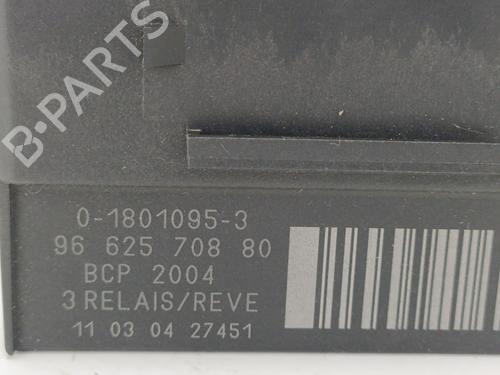 B-PARTS
0-1801095-3
96 625 708 80
BCP 2004
3 RELAIS/REVE
11 03 04 27451